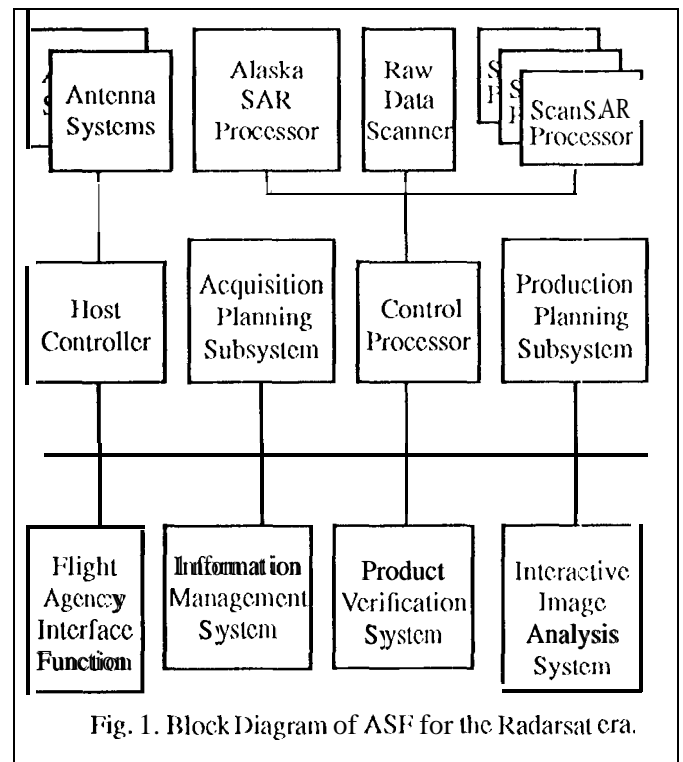 Antenna
Systems
Alaska
SAR
Processor
Raw
Data
Scanner
S
P
S
P
ScanSAR
Processor
Host
Controller
Acquisition
Planning
Subsystem
Control
Processor
Production
Planning
Subsystem
Flight
Agency
Interface
Function
Information
Management
System
Product
Verification
System
Interactive
Image
Analysis
System
Fig. 1. Block Diagram of ASF for the Radarsat era.